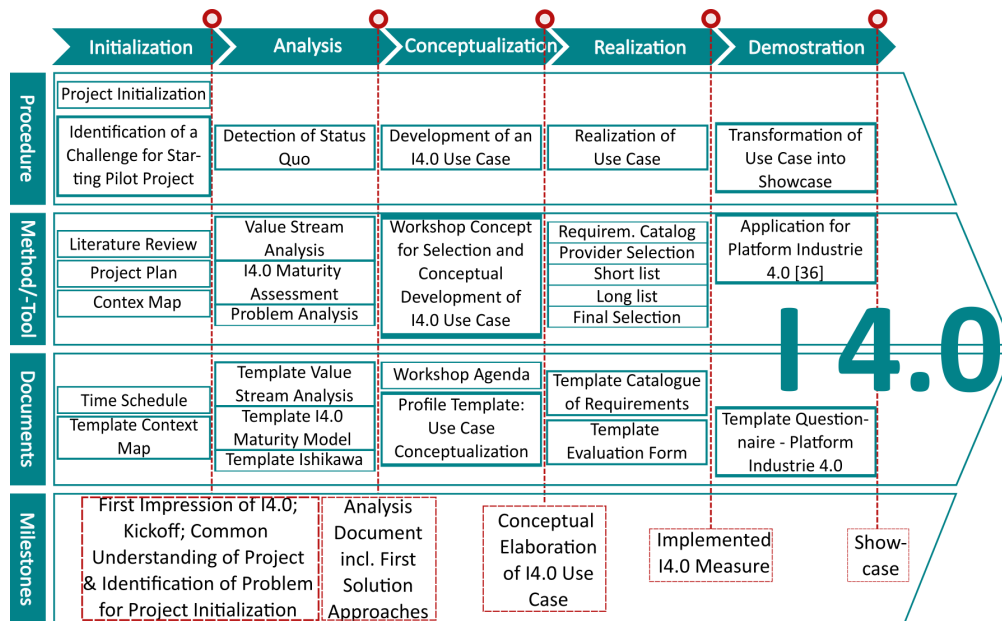 Initialization
Analysis
Conceptualization
Realization
Demostration
Procedure
Project Initialization
Identification of a
Challenge for Star-
ting Pilot Project
Detection of Status
Quo
Development of an
I4.0 Use Case
Realization of
Use Case
Transformation of
Use Case into
Showcase
Method/-Tool
Literature Review
Project Plan
Contex Map
Value Stream
Analysis
I4.0 Maturity
Assessment
Problem Analysis
Workshop Concept
for Selection and
Conceptual
Development of
I4.0 Use Case
Requirem. Catalog
Provider Selection
Short list
Long list
Final Selection
Application for
Platform Industrie
4.0 [36]
I 4.0
Documents
Time Schedule
Template Context
Map
Template Value
Stream Analysis
Template I4.0
Maturity Model
Template Ishikawa
Workshop Agenda
Profile Template:
Use Case
Conceptualization
Template Catalogue
of Requirements
Template
Evaluation Form
Template Question-
naire - Platform
Industrie 4.0
Milestones
First Impression of I4.0;
Kickoff; Common
Understanding of Project
& Identification of Problem
for Project Initialization
Analysis
Document
incl. First
Solution
Approaches
Conceptual
Elaboration
of I4.0 Use
Case
Implemented
I4.0 Measure
Show-
case